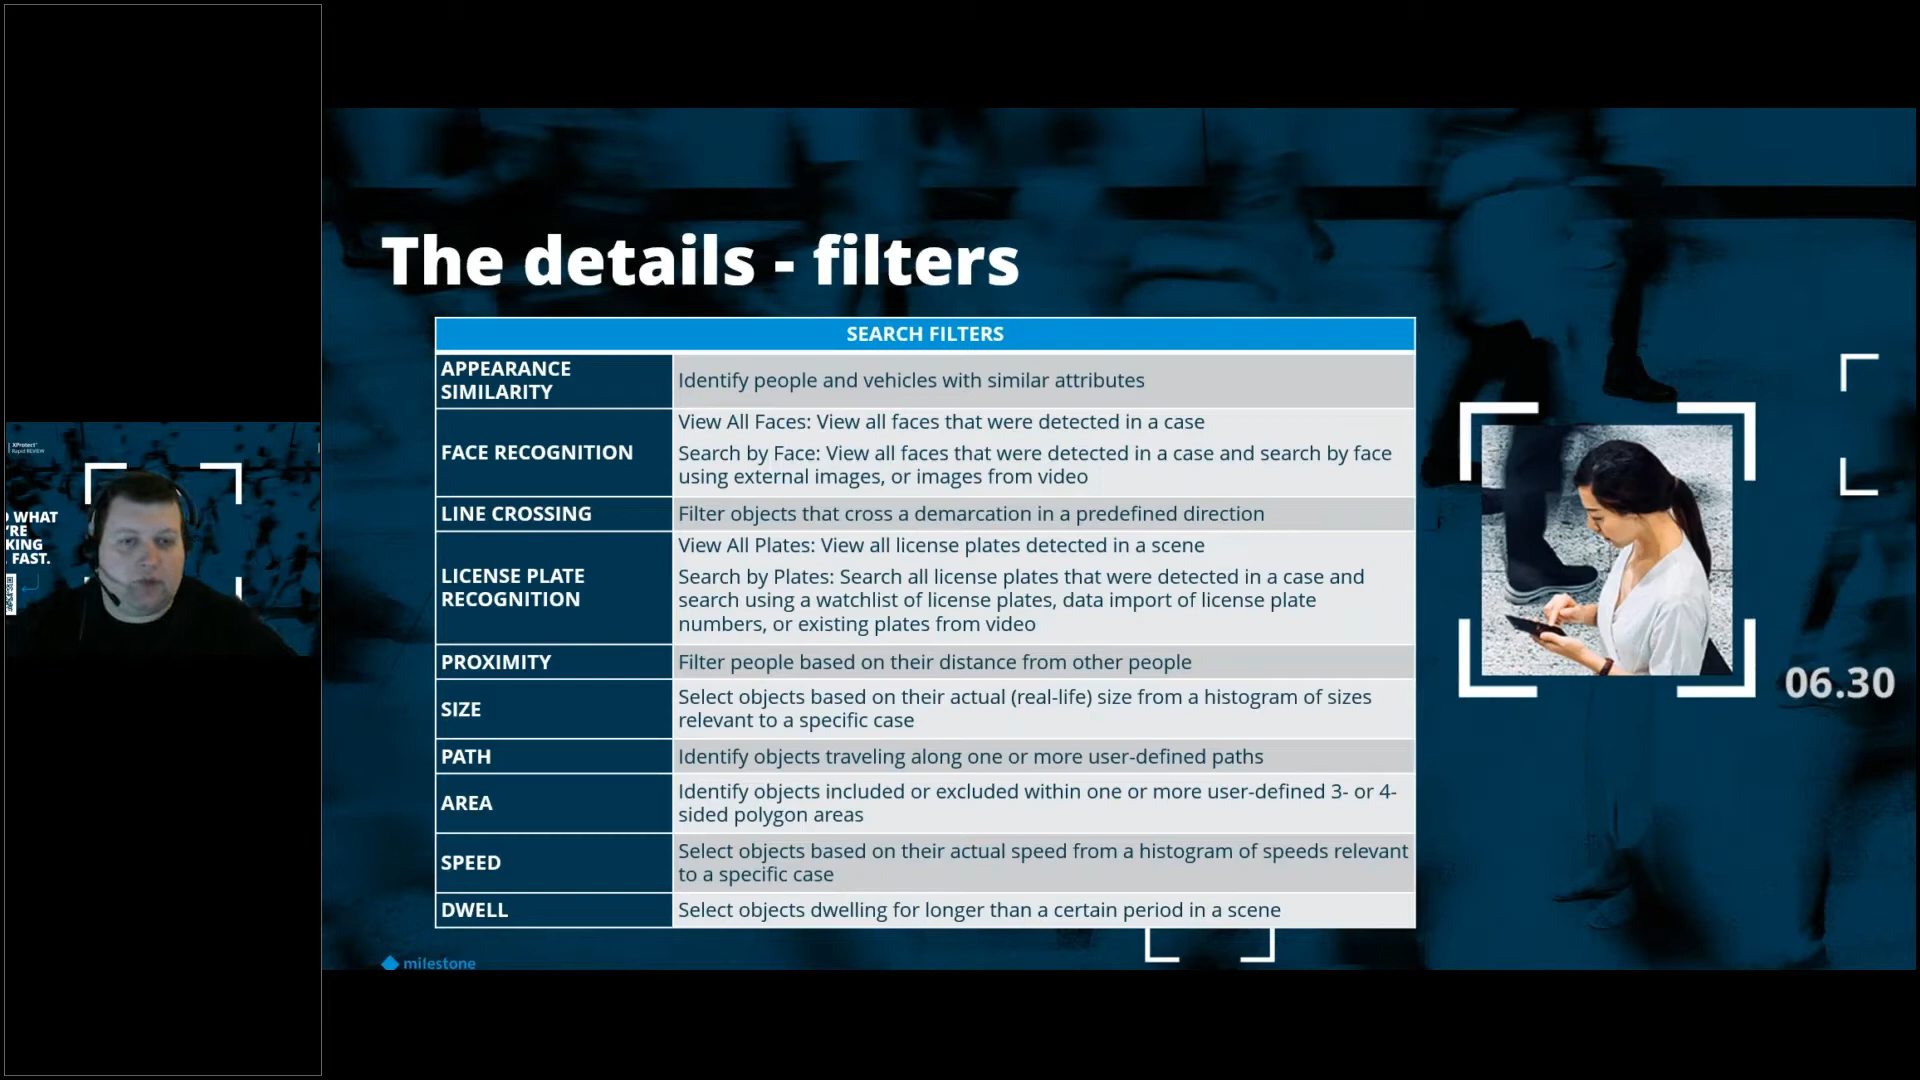 XProtect®
Rapid REVIEW
D WHAT
'RE
KING
FAST.
The details - filters
SEARCH FILTERS
APPEARANCE
SIMILARITY
Identify people and vehicles with similar attributes
FACE RECOGNITION
View All Faces: View all faces that were detected in a case
Search by Face: View all faces that were detected in a case and search by face
using external images, or images from video
LINE CROSSING
Filter objects that cross a demarcation in a predefined direction
LICENSE PLATE
RECOGNITION
View All Plates: View all license plates detected in a scene
Search by Plates: Search all license plates that were detected in a case and
search using a watchlist of license plates, data import of license plate
numbers, or existing plates from video
PROXIMITY
Filter people based on their distance from other people
SIZE
Select objects based on their actual (real-life) size from a histogram of sizes
relevant to a specific case
PATH
Identify objects traveling along one or more user-defined paths
AREA
Identify objects included or excluded within one or more user-defined 3- or 4-
sided polygon areas
SPEED
Select objects based on their actual speed from a histogram of speeds relevant
to a specific case
DWELL
Select objects dwelling for longer than a certain period in a scene
06.30
milestone